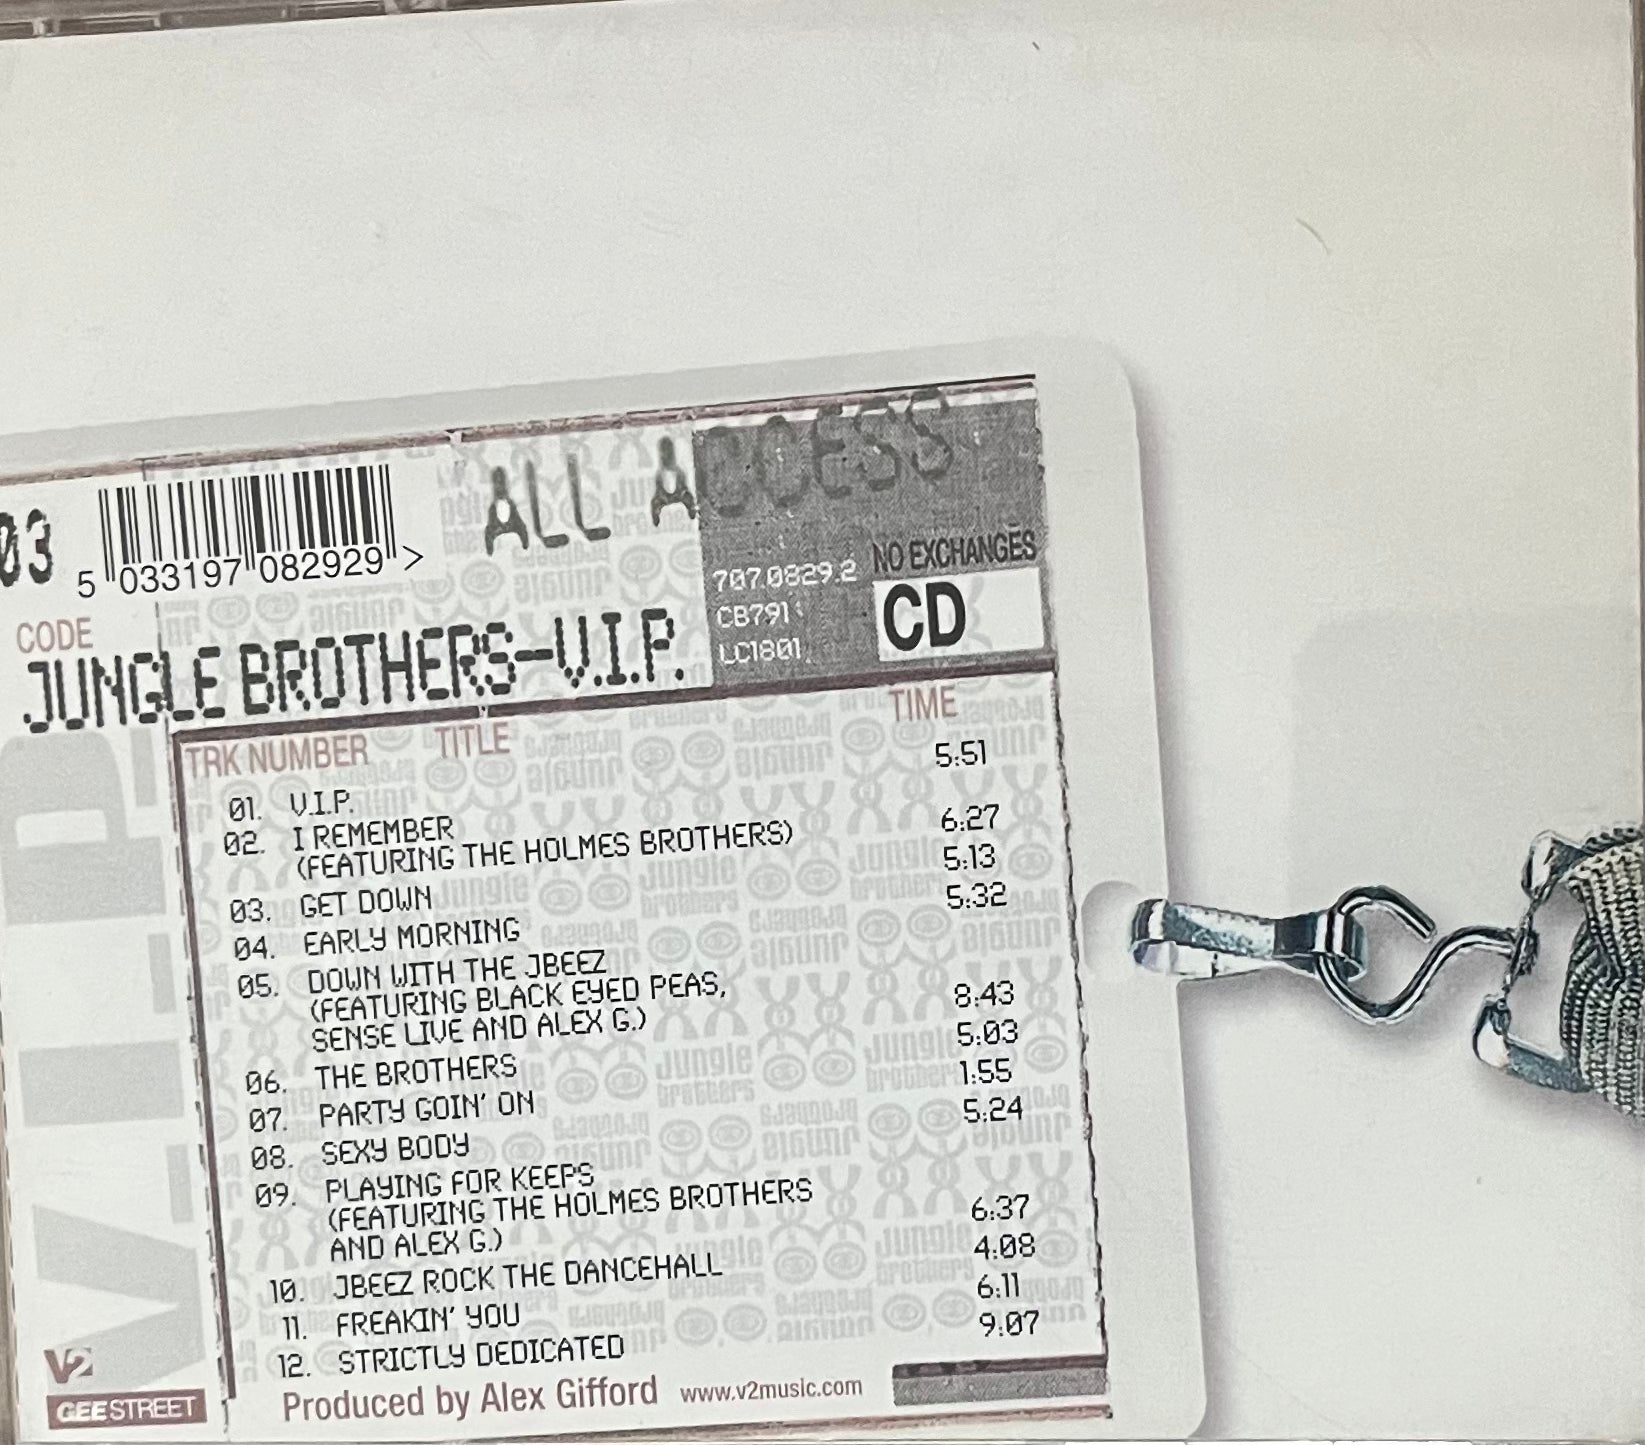 03
5 033197 082929 >
ALL ACCESS
NO EXCHANGES
707.0829.2
CB791
LC1801
CD
CODE
JUNGLE BROTHERS-V.I.P.
V.I.P
TRK NUMBER TITLE TIME
01. V.I.P. 5:51
02. I REMEMBER 6:27
(FEATURING THE HOLMES BROTHERS)
03. GET DOWN 5:13
04. EARLY MORNING 5:32
05. DOWN WITH THE JBEEZ
(FEATURING BLACK EYED PEAS,
SENSE LIVE AND ALEX G.) 8:43
06. THE BROTHERS 5:03
07. PARTY GOIN' ON 1:55
08. SEXY BODY 5:24
09. PLAYING FOR KEEPS
(FEATURING THE HOLMES BROTHERS
AND ALEX G.) 6:37
10. JBEEZ ROCK THE DANCEHALL 4:08
11. FREAKIN' YOU 6:11
12. STRICTLY DEDICATED 9:07
V2
GEESTREET
Produced by Alex Gifford www.v2music.com